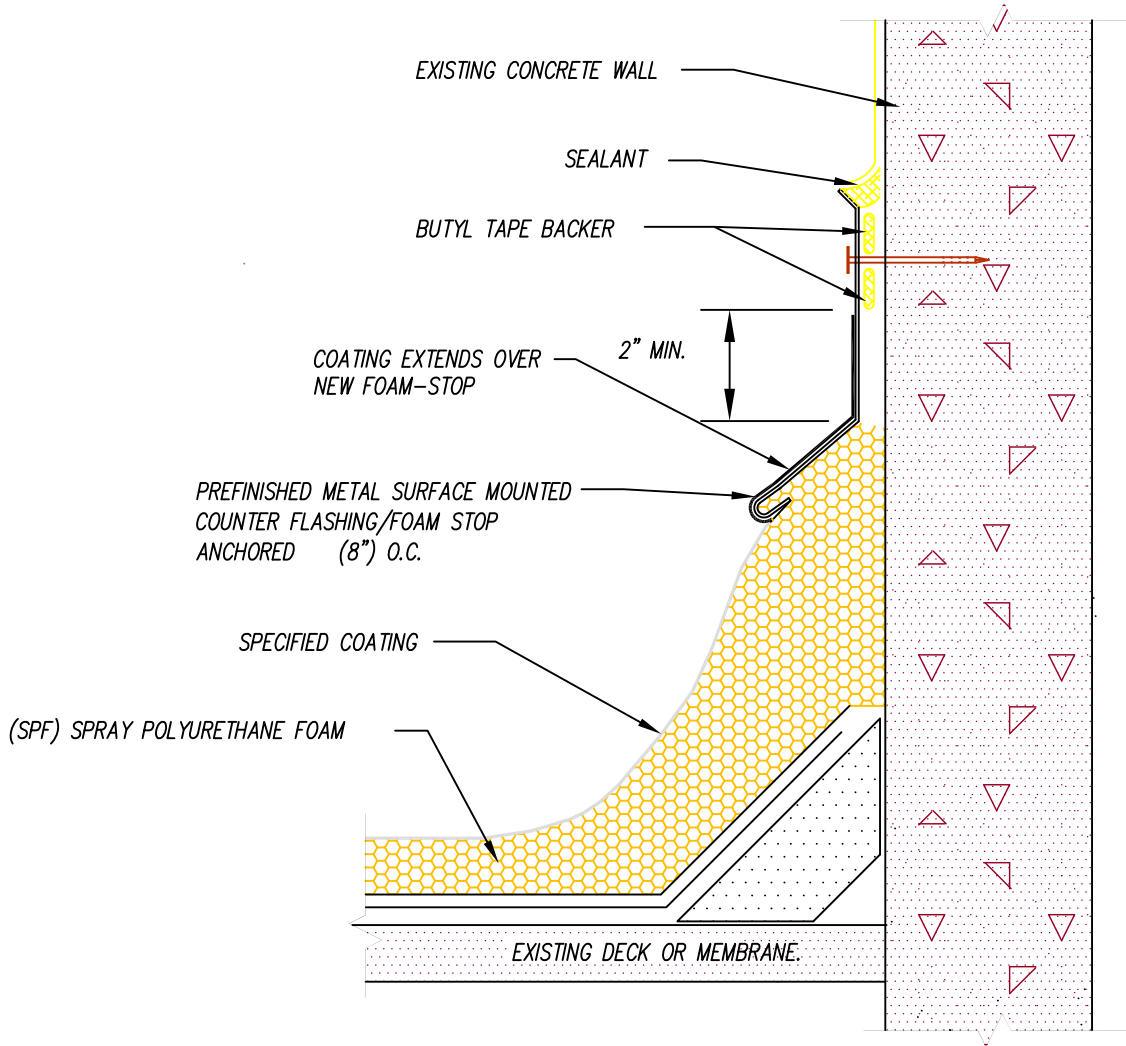 EXISTING CONCRETE WALL
SEALANT
BUTYL TAPE BACKER
2” MIN.
COATING EXTENDS OVER
NEW FOAM-STOP
PREFINISHED METAL SURFACE MOUNTED
COUNTER FLASHING/FOAM STOP
ANCHORED (8”) O.C.
SPECIFIED COATING
(SPF) SPRAY POLYURETHANE FOAM
EXISTING DECK OR MEMBRANE.